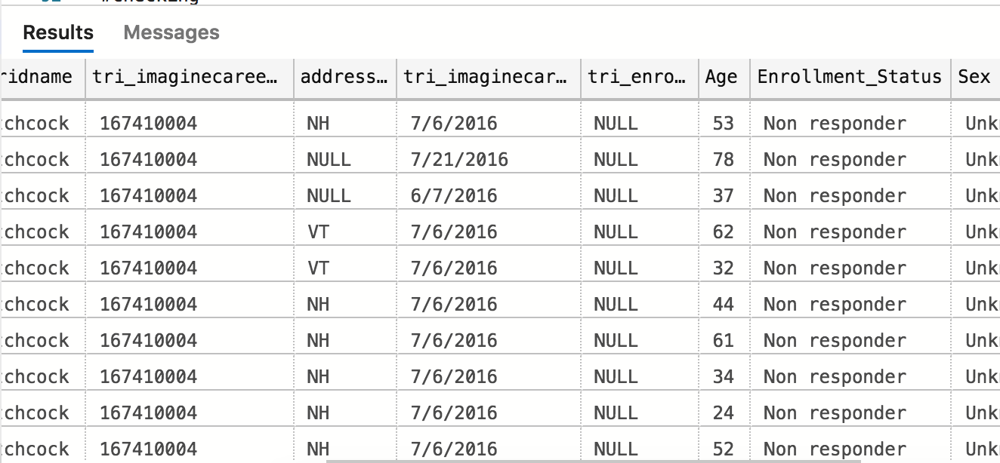 Results Messages
ridname tri_imaginecaree… address… tri_imaginecar… tri_enro… Age Enrollment_Status Sex
chcock 167410004 NH 7/6/2016 NULL 53 Non responder Unk
chcock 167410004 NULL 7/21/2016 NULL 78 Non responder Unk
chcock 167410004 NULL 6/7/2016 NULL 37 Non responder Unk
chcock 167410004 VT 7/6/2016 NULL 62 Non responder Unk
chcock 167410004 VT 7/6/2016 NULL 32 Non responder Unk
chcock 167410004 NH 7/6/2016 NULL 44 Non responder Unk
chcock 167410004 NH 7/6/2016 NULL 61 Non responder Unk
chcock 167410004 NH 7/6/2016 NULL 34 Non responder Unk
chcock 167410004 NH 7/6/2016 NULL 24 Non responder Unk
chcock 167410004 NH 7/6/2016 NULL 52 Non responder Unk